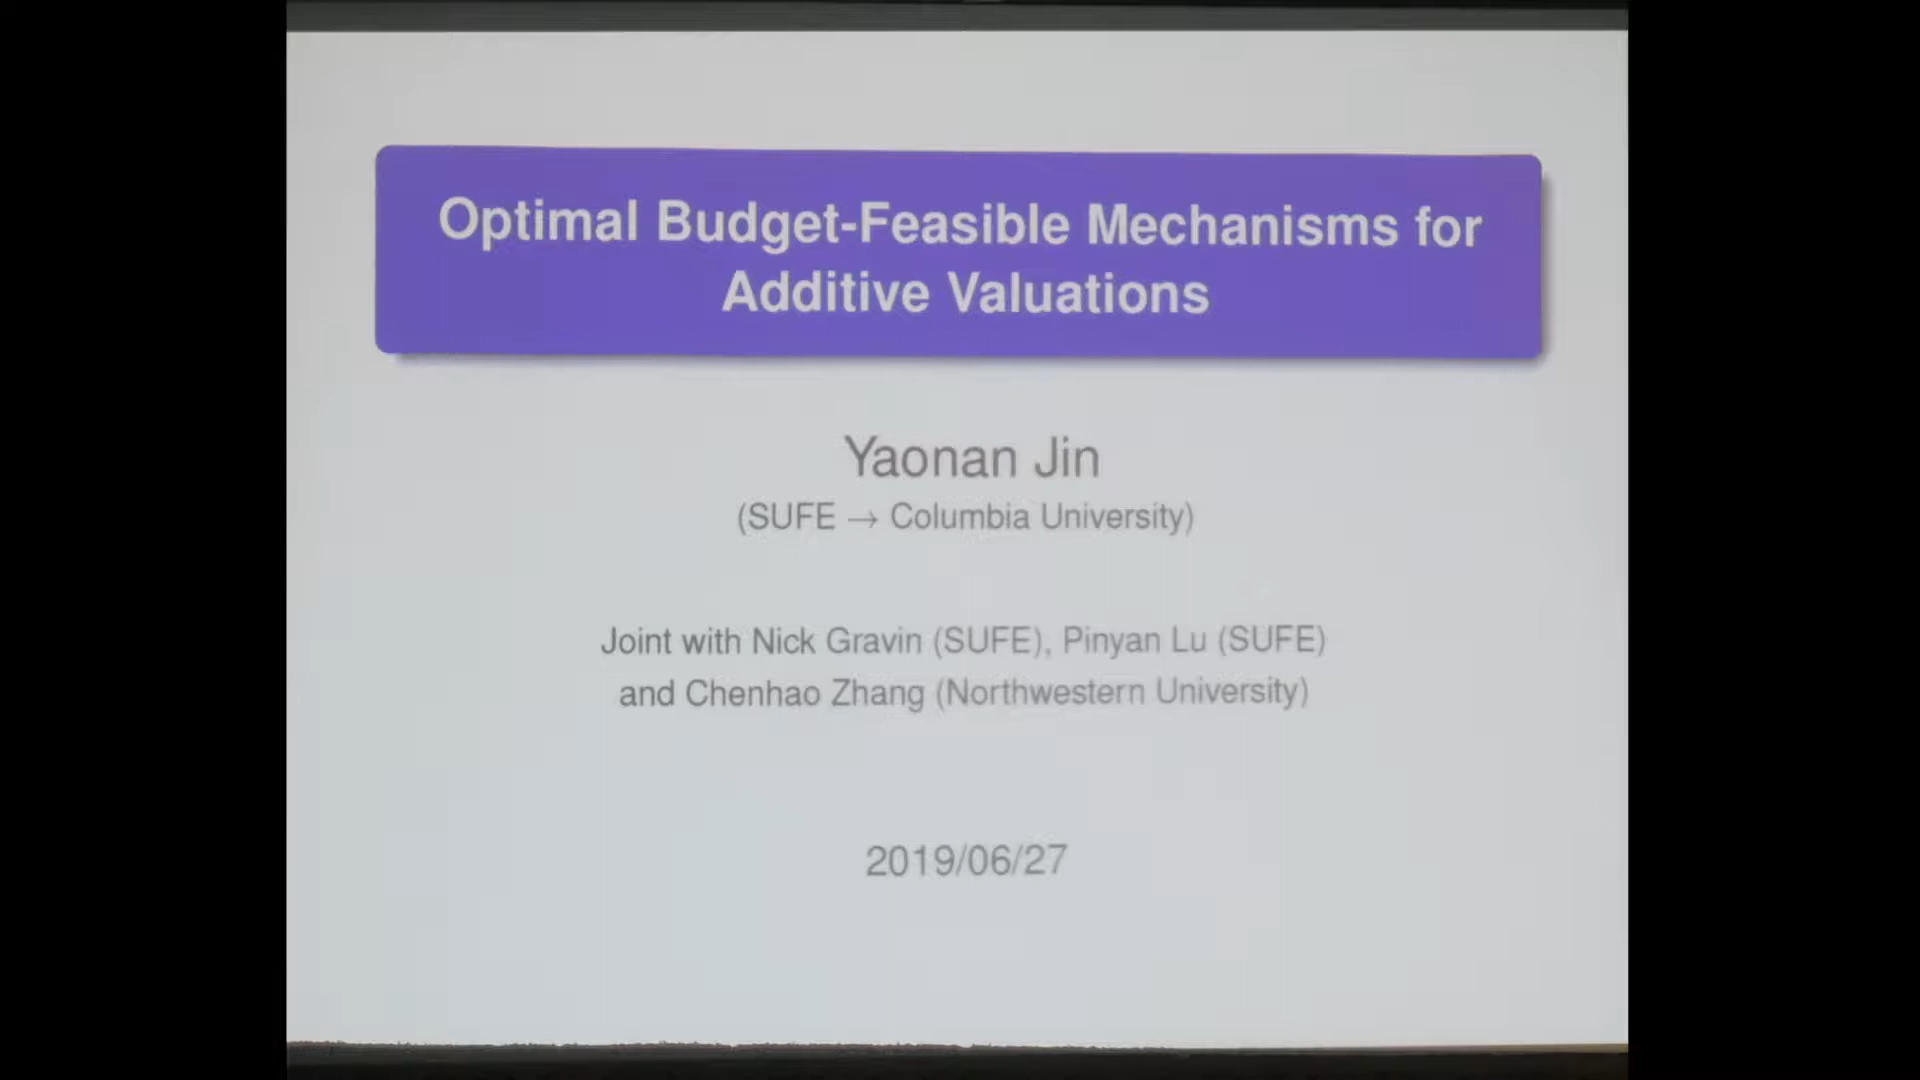 Optimal Budget-Feasible Mechanisms for
Additive Valuations
Yaonan Jin
(SUFE → Columbia University)
Joint with Nick Gravin (SUFE), Pinyan Lu (SUFE)
and Chenhao Zhang (Northwestern University)
2019/06/27